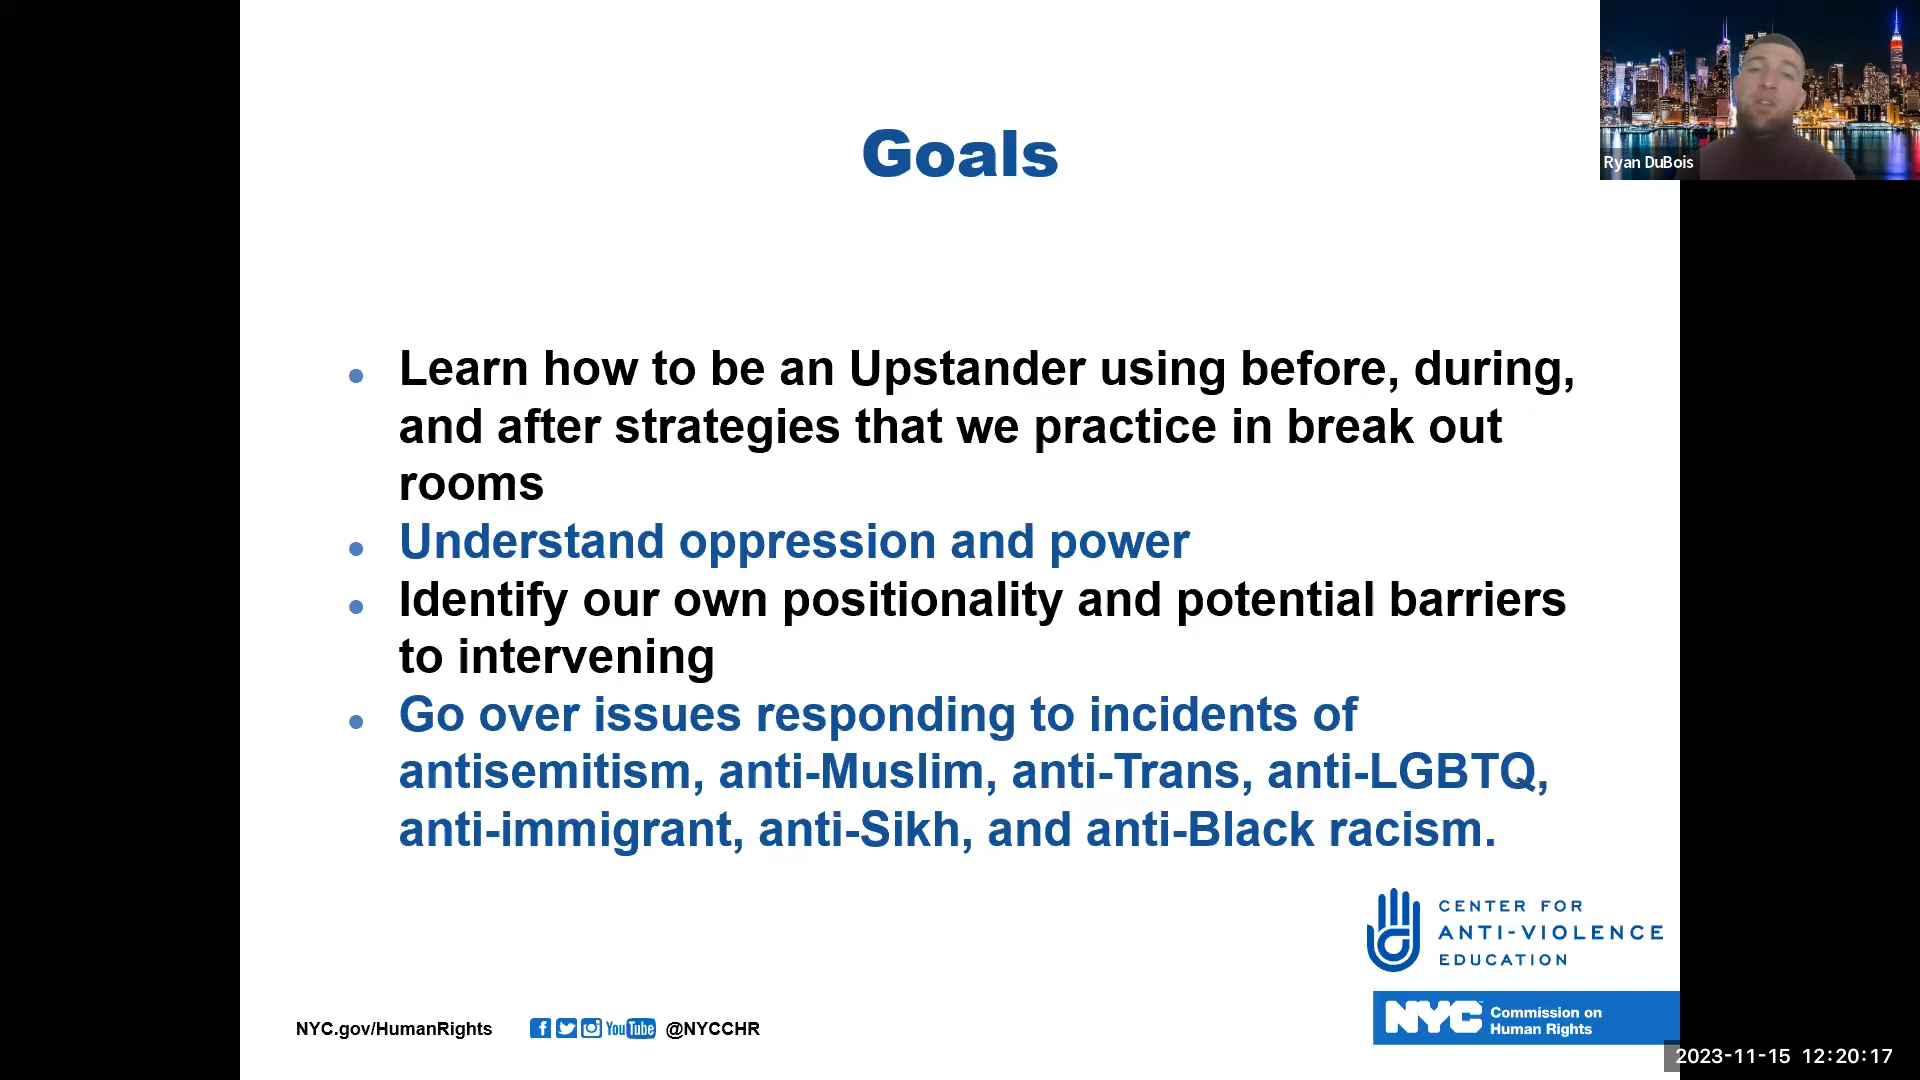 Goals
Ryan DuBois
Learn how to be an Upstander using before, during,
and after strategies that we practice in break out
rooms
Understand oppression and power
Identify our own positionality and potential barriers
to intervening
Go over issues responding to incidents of
antisemitism, anti-Muslim, anti-Trans, anti-LGBTQ,
anti-immigrant, anti-Sikh, and anti-Black racism.
CENTER FOR
ANTI-VIOLENCE
EDUCATION
NYC.gov/HumanRights
YouTube
@NYCCHR
NYC
Commission on
Human Rights
2023-11-15 12:20:17